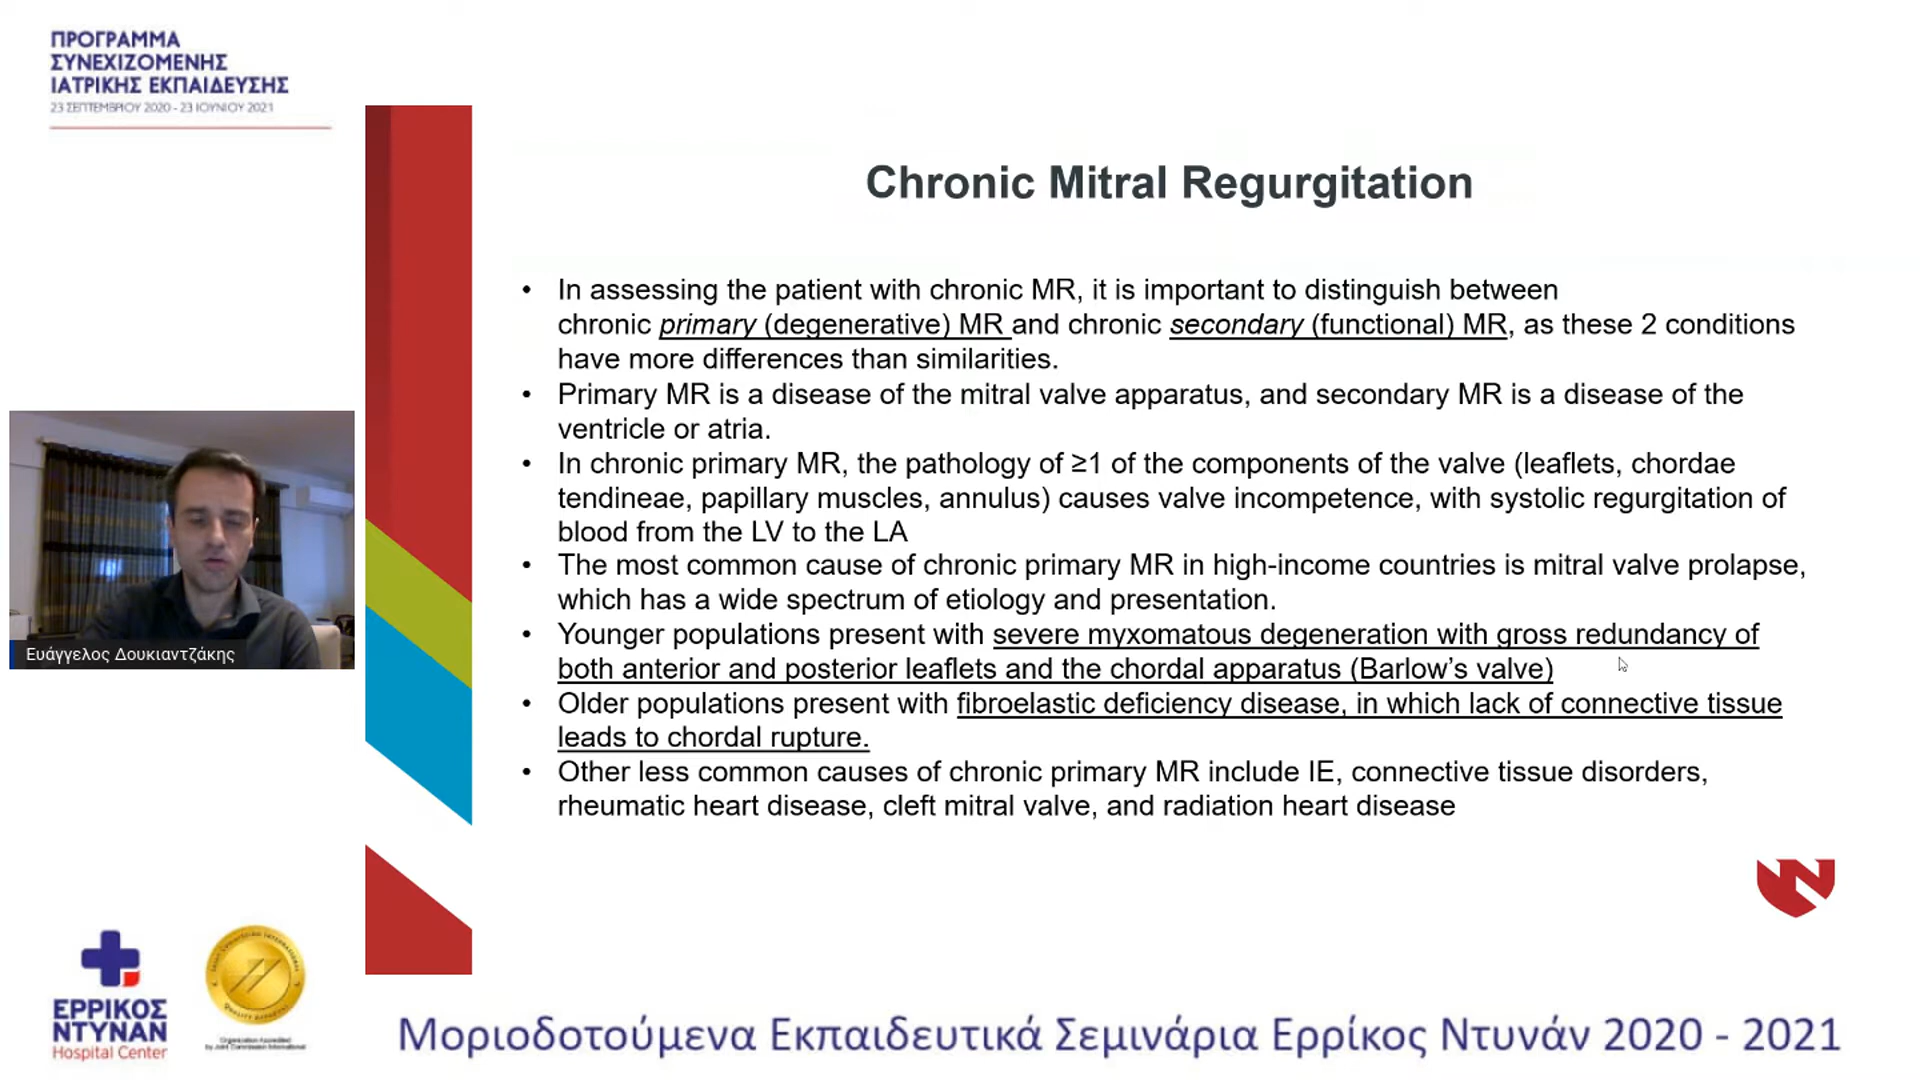 ΠΡΟΓΡΑΜΜΑ
ΣΥΝΕΧΙΖΟΜΕΝΗΣ
ΙΑΤΡΙΚΗΣ ΕΚΠΑΙΔΕΥΣΗΣ
23 ΣΕΠΤΕΜΒΡΙΟΥ 2020 - 23 ΙΟΥΝΙΟΥ 2021
Chronic Mitral Regurgitation
• In assessing the patient with chronic MR, it is important to distinguish between
chronic primary (degenerative) MR and chronic secondary (functional) MR, as these 2 conditions
have more differences than similarities.
• Primary MR is a disease of the mitral valve apparatus, and secondary MR is a disease of the
ventricle or atria.
• In chronic primary MR, the pathology of ≥1 of the components of the valve (leaflets, chordae
tendineae, papillary muscles, annulus) causes valve incompetence, with systolic regurgitation of
blood from the LV to the LA
• The most common cause of chronic primary MR in high-income countries is mitral valve prolapse,
which has a wide spectrum of etiology and presentation.
• Younger populations present with severe myxomatous degeneration with gross redundancy of
both anterior and posterior leaflets and the chordal apparatus (Barlow’s valve)
• Older populations present with fibroelastic deficiency disease, in which lack of connective tissue
leads to chordal rupture.
• Other less common causes of chronic primary MR include IE, connective tissue disorders,
rheumatic heart disease, cleft mitral valve, and radiation heart disease
Ευάγγελος Δουκιαντζάκης
ΕΡΡΙΚΟΣ
ΝΤΥΝΑΝ
Hospital Center
Organization Accredited
by Joint Commission International
Μοριοδοτούμενα Εκπαιδευτικά Σεμινάρια Ερρίκος Ντυνάν 2020 - 2021